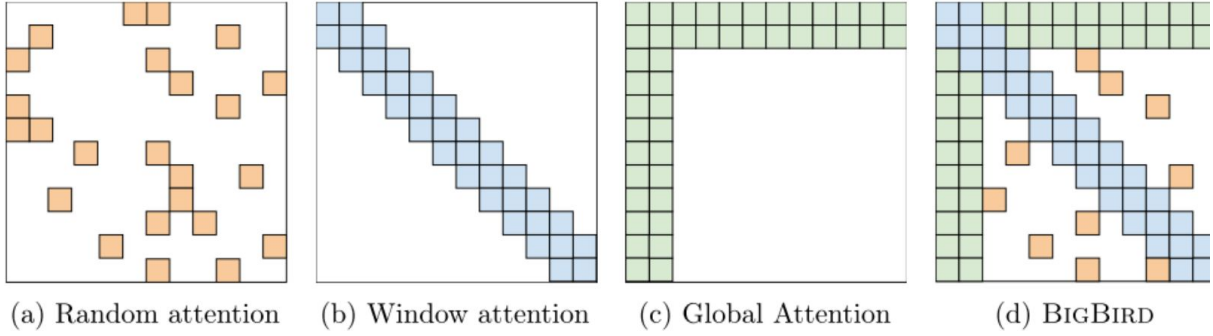 (a) Random attention
(b) Window attention
(c) Global Attention
(d) BIGBIRD